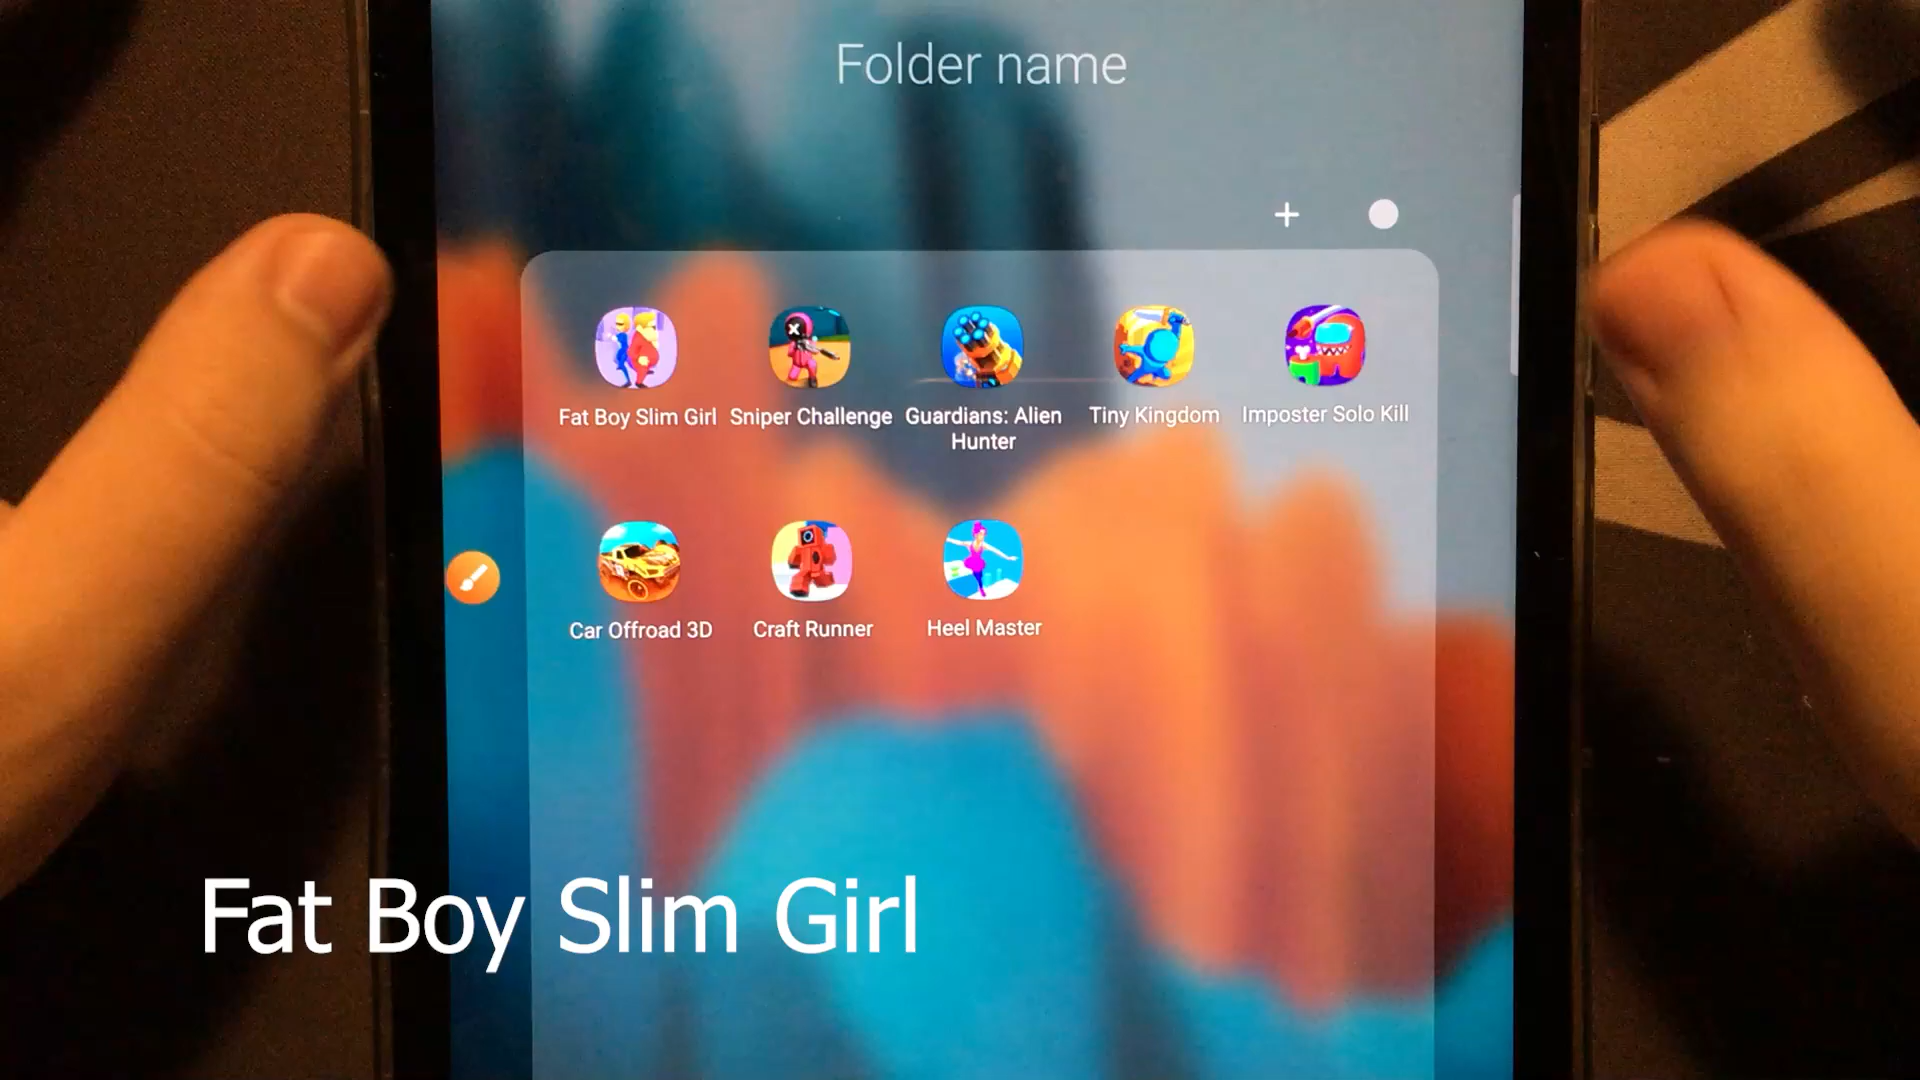 Folder name
Fat Boy Slim Girl
Sniper Challenge
Guardians: Alien
Hunter
Tiny Kingdom
Imposter Solo Kill
Car Offroad 3D
Craft Runner
Heel Master
Fat Boy Slim Girl